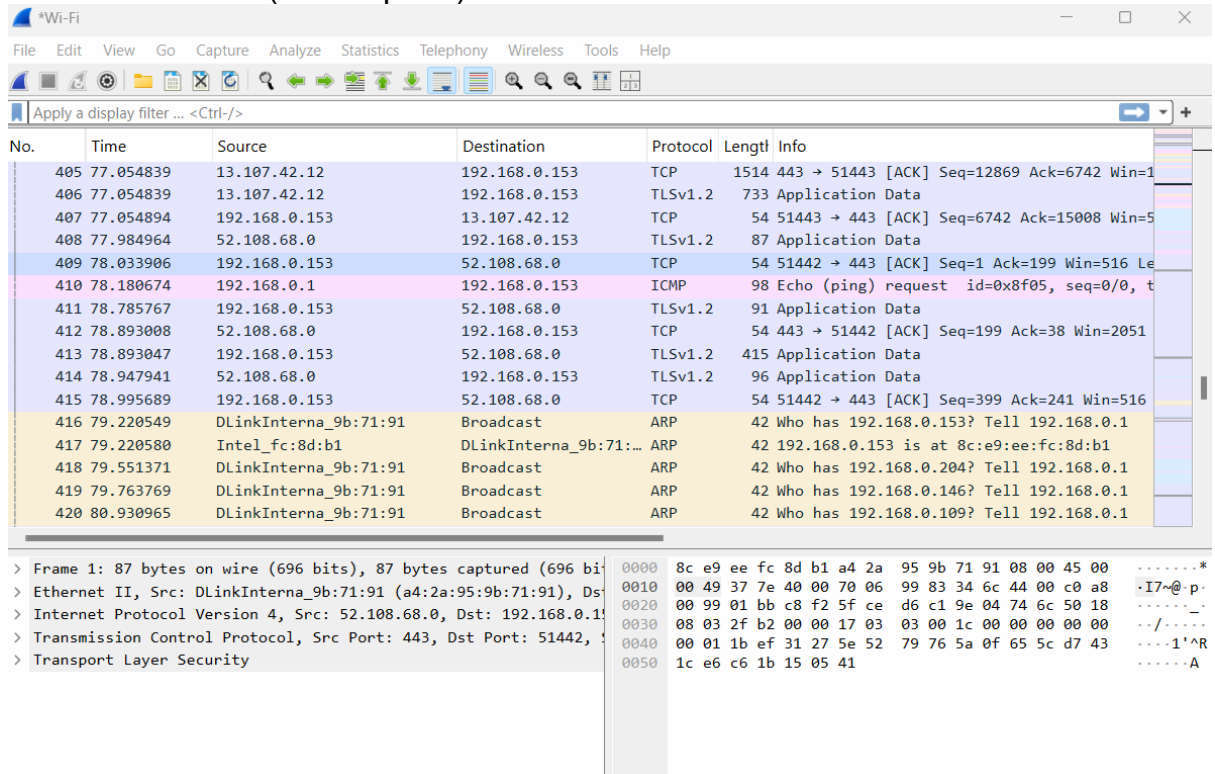 *Wi-Fi
File Edit View Go Capture Analyze Statistics Telephony Wireless Tools Help
Apply a display filter ... <Ctrl-/>
No. Time Source Destination Protocol Length Info
405 77.054839 13.107.42.12 192.168.0.153 TCP 1514 443 → 51443 [ACK] Seq=12869 Ack=6742 Win=1
406 77.054839 13.107.42.12 192.168.0.153 TLSv1.2 733 Application Data
407 77.054894 192.168.0.153 13.107.42.12 TCP 54 51443 → 443 [ACK] Seq=6742 Ack=15008 Win=5
408 77.984964 52.108.68.0 192.168.0.153 TLSv1.2 87 Application Data
409 78.033906 192.168.0.153 52.108.68.0 TCP 54 51442 → 443 [ACK] Seq=1 Ack=199 Win=516 Le
410 78.180674 192.168.0.1 192.168.0.153 ICMP 98 Echo (ping) request id=0x8f05, seq=0/0, t
411 78.785767 192.168.0.153 52.108.68.0 TLSv1.2 91 Application Data
412 78.893008 52.108.68.0 192.168.0.153 TCP 54 443 → 51442 [ACK] Seq=199 Ack=38 Win=2051
413 78.893047 192.168.0.153 52.108.68.0 TLSv1.2 415 Application Data
414 78.947941 52.108.68.0 192.168.0.153 TLSv1.2 96 Application Data
415 78.995689 192.168.0.153 52.108.68.0 TCP 54 51442 → 443 [ACK] Seq=399 Ack=241 Win=516
416 79.220549 DLinkInterna_9b:71:91 Broadcast ARP 42 Who has 192.168.0.153? Tell 192.168.0.1
417 79.220580 Intel_fc:8d:b1 DLinkInterna_9b:71:… ARP 42 192.168.0.153 is at 8c:e9:ee:fc:8d:b1
418 79.551371 DLinkInterna_9b:71:91 Broadcast ARP 42 Who has 192.168.0.204? Tell 192.168.0.1
419 79.763769 DLinkInterna_9b:71:91 Broadcast ARP 42 Who has 192.168.0.146? Tell 192.168.0.1
420 80.930965 DLinkInterna_9b:71:91 Broadcast ARP 42 Who has 192.168.0.109? Tell 192.168.0.1
> Frame 1: 87 bytes on wire (696 bits), 87 bytes captured (696 bi
> Ethernet II, Src: DLinkInterna_9b:71:91 (a4:2a:95:9b:71:91), Ds
> Internet Protocol Version 4, Src: 52.108.68.0, Dst: 192.168.0.1
> Transmission Control Protocol, Src Port: 443, Dst Port: 51442,
> Transport Layer Security
0000 8c e9 ee fc 8d b1 a4 2a 95 9b 71 91 08 00 45 00 ·······*
0010 00 49 37 7e 40 00 70 06 99 83 34 6c 44 00 c0 a8 ·I7~@·p·
0020 00 99 01 bb c8 f2 5f ce d6 c1 9e 04 74 6c 50 18 ······_·
0030 08 03 2f b2 00 00 17 03 03 00 1c 00 00 00 00 00 ··/·····
0040 00 01 1b ef 31 27 5e 52 79 76 5a 0f 65 5c d7 43 ····1'^R
0050 1c e6 c6 1b 15 05 41 ······A